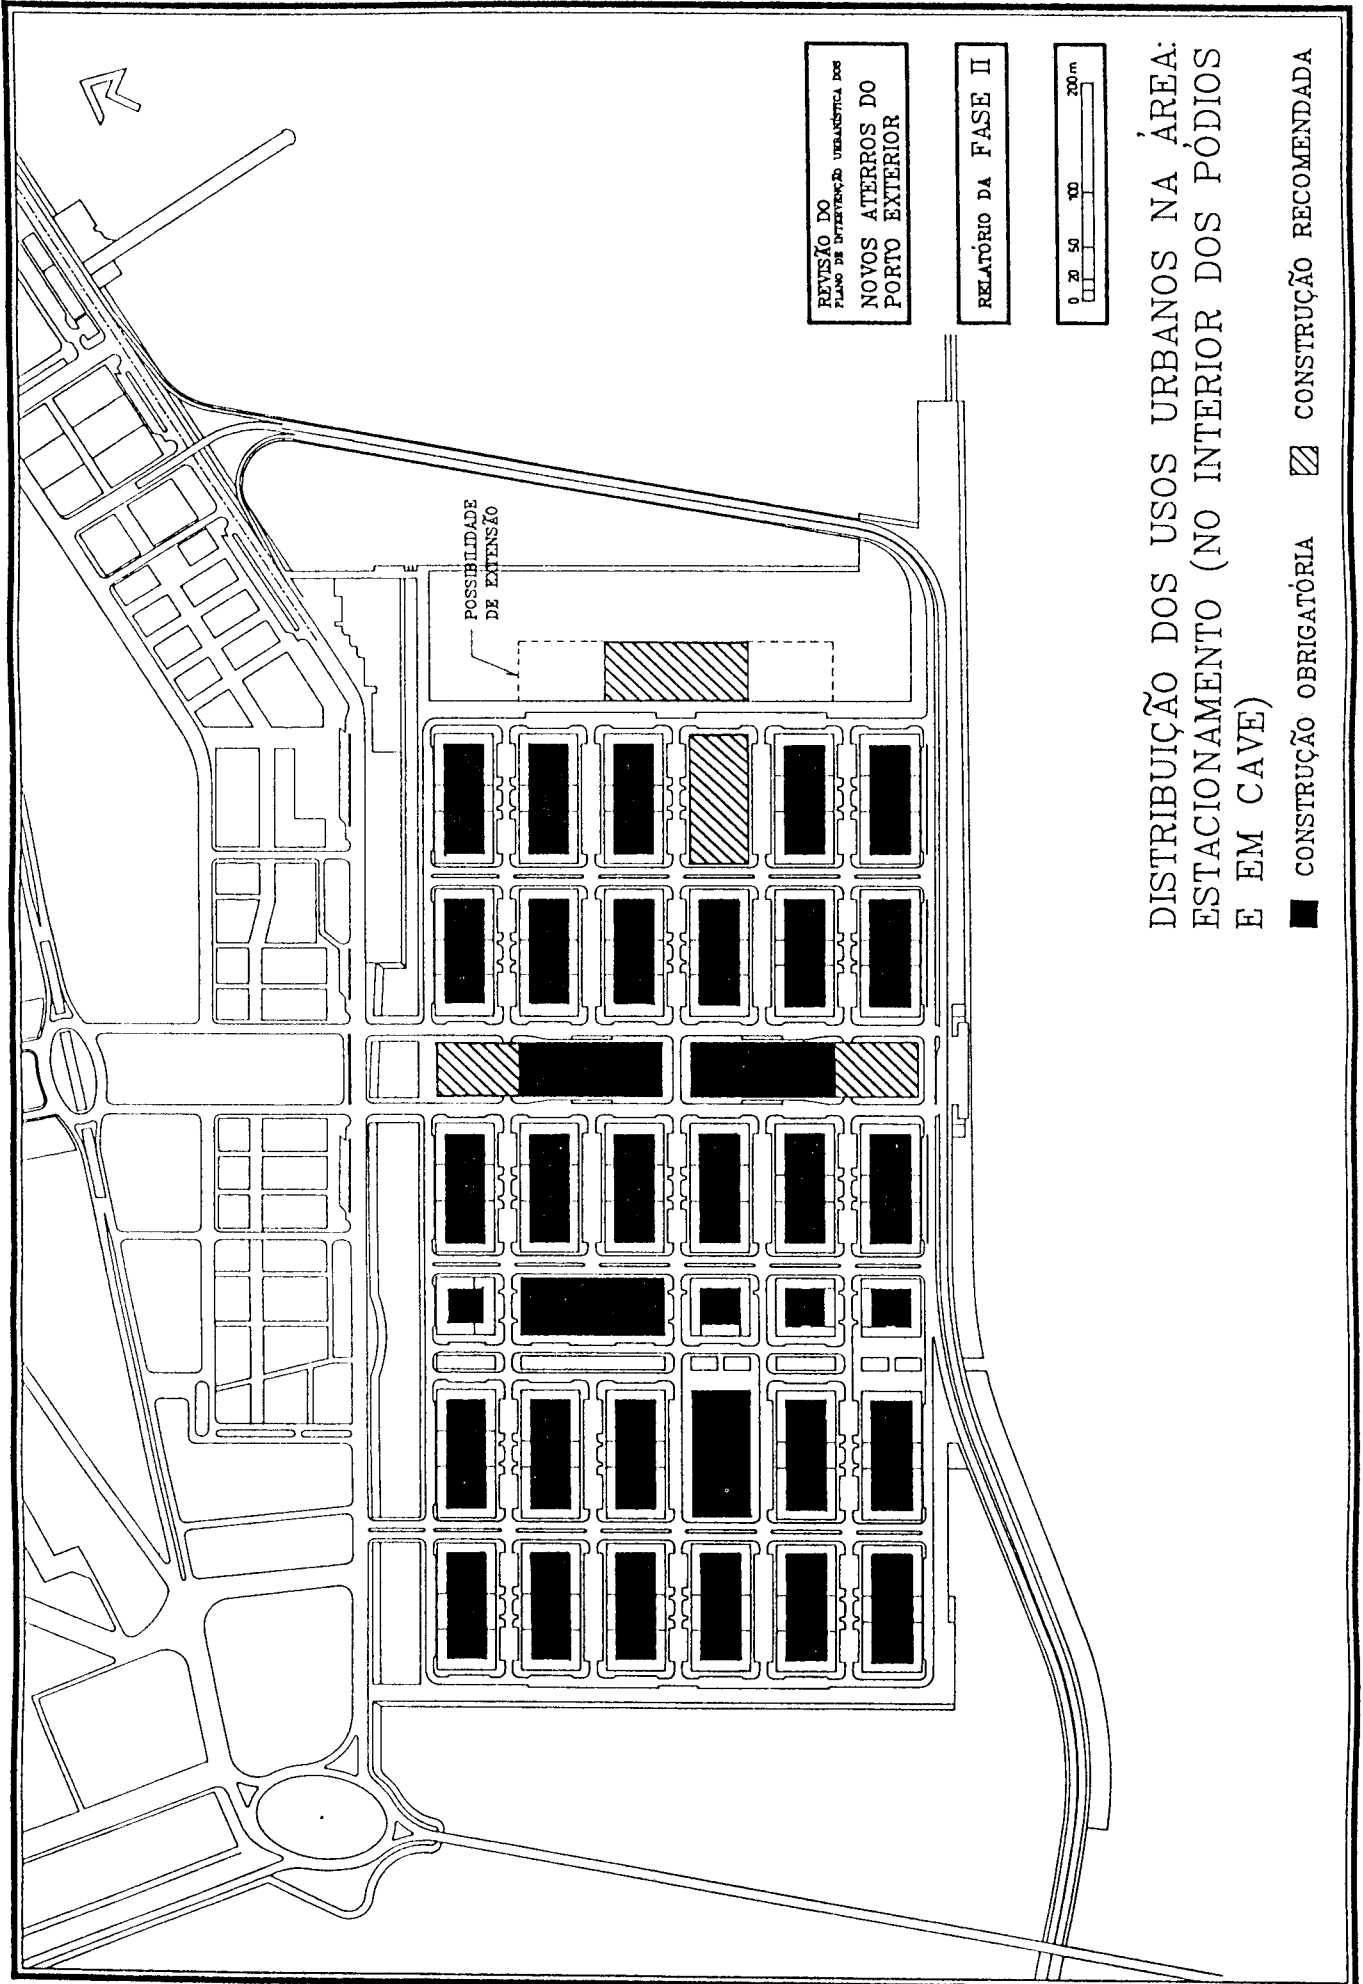 REVISÃO DO
PLANO DE INTERVENÇÃO URBANÍSTICA DOS
NOVOS ATERROS DO
PORTO EXTERIOR
RELATÓRIO DA FASE II
0 20 50 100 200 m
DISTRIBUIÇÃO DOS USOS URBANOS NA ÁREA:
ESTACIONAMENTO (NO INTERIOR DOS PÓDIOS
E EM CAVE)
CONSTRUÇÃO OBRIGATÓRIA
CONSTRUÇÃO RECOMENDADA
POSSIBILIDADE
DE EXTENSÃO